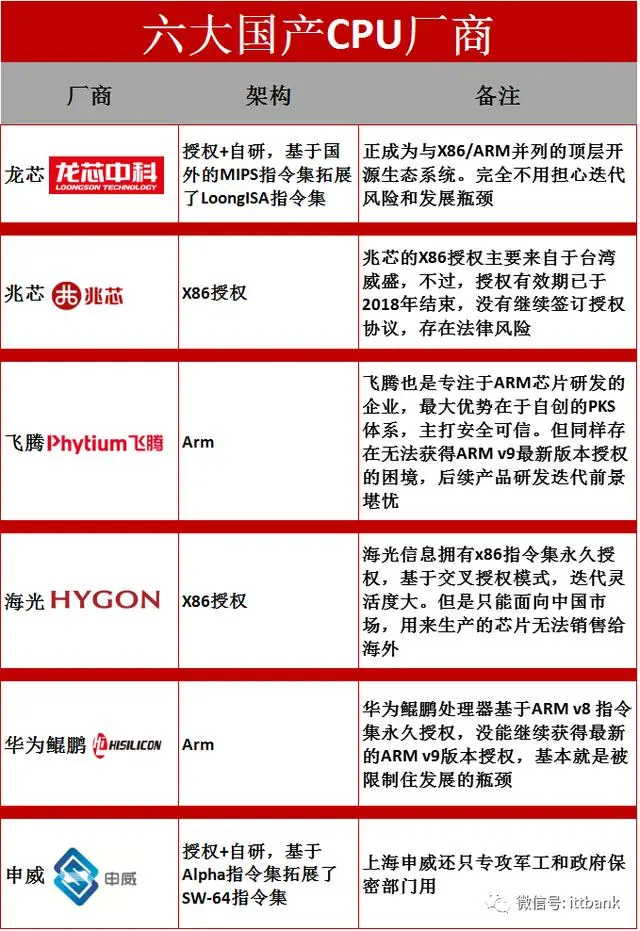 六大国产CPU厂商
厂商 架构 备注
龙芯 龙芯中科
LOONGSON TECHNOLOGY
授权+自研，基于国
外的MIPS指令集拓展
了LoongISA指令集
正成为与X86/ARM并列的顶层开
源生态系统。完全不用担心迭代
风险和发展瓶颈
兆芯 兆芯
X86授权
兆芯的X86授权主要来自于台湾
威盛，不过，授权有效期已于
2018年结束，没有继续签订授权
协议，存在法律风险
飞腾 Phytium飞腾
Arm
飞腾也是专注于ARM芯片研发的
企业，最大优势在于自创的PKS
体系，主打安全可信。但同样存
在无法获得ARM v9最新版本授权
的困境，后续产品研发迭代前景
堪忧
海光 HYGON
X86授权
海光信息拥有x86指令集永久授
权，基于交叉授权模式，迭代灵
活度大。但是只能面向中国市
场，用来生产的芯片无法销售给
海外
华为鲲鹏 HISILICON
Arm
华为鲲鹏处理器基于ARM v8 指令
集永久授权，没能继续获得最新
的ARM v9版本授权，基本就是被
限制住发展的瓶颈
申威 申威
授权+自研，基于
Alpha指令集拓展了
SW-64指令集
上海申威还只专攻军工和政府保
密部门用
微信号: ittbank